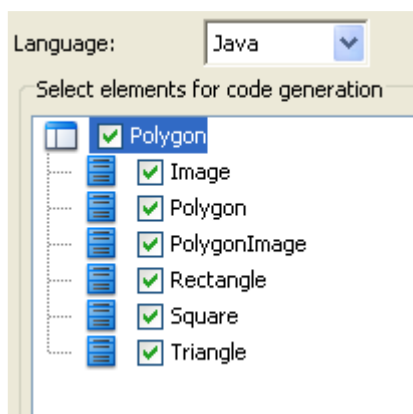 Language: Java
Select elements for code generation
Polygon
Image
Polygon
PolygonImage
Rectangle
Square
Triangle